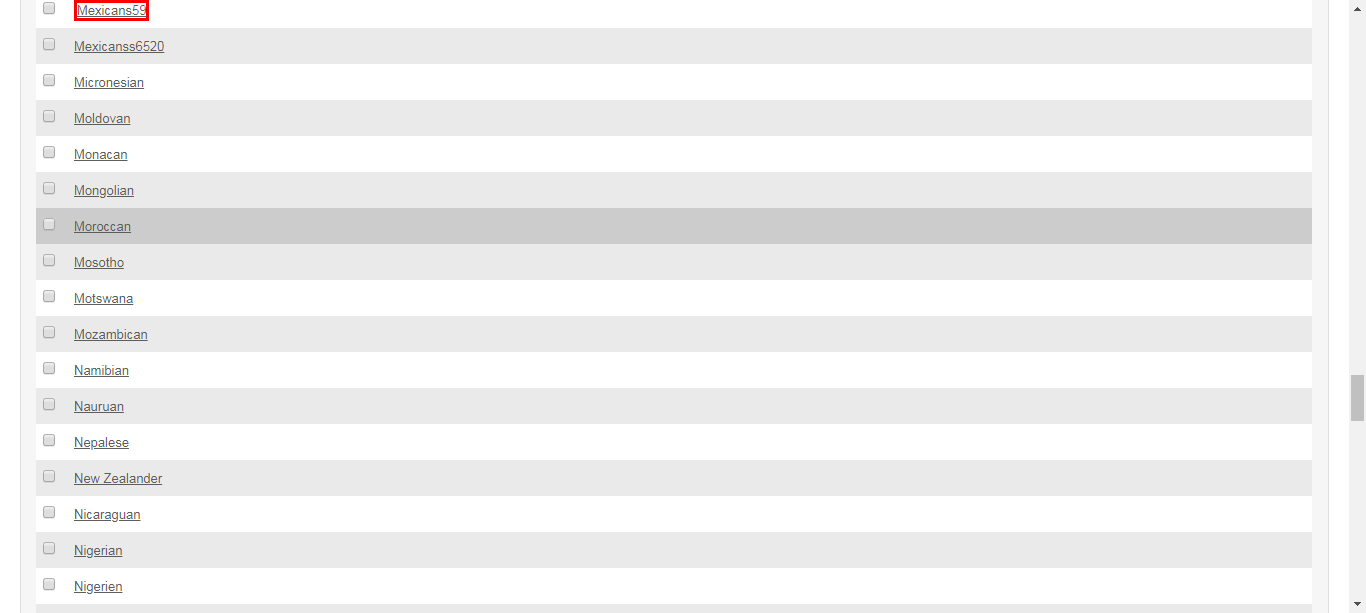 Mexicans59
Mexicanss6520
Micronesian
Moldovan
Monacan
Mongolian
Moroccan
Mosotho
Motswana
Mozambican
Namibian
Nauruan
Nepalese
New Zealander
Nicaraguan
Nigerian
Nigerien